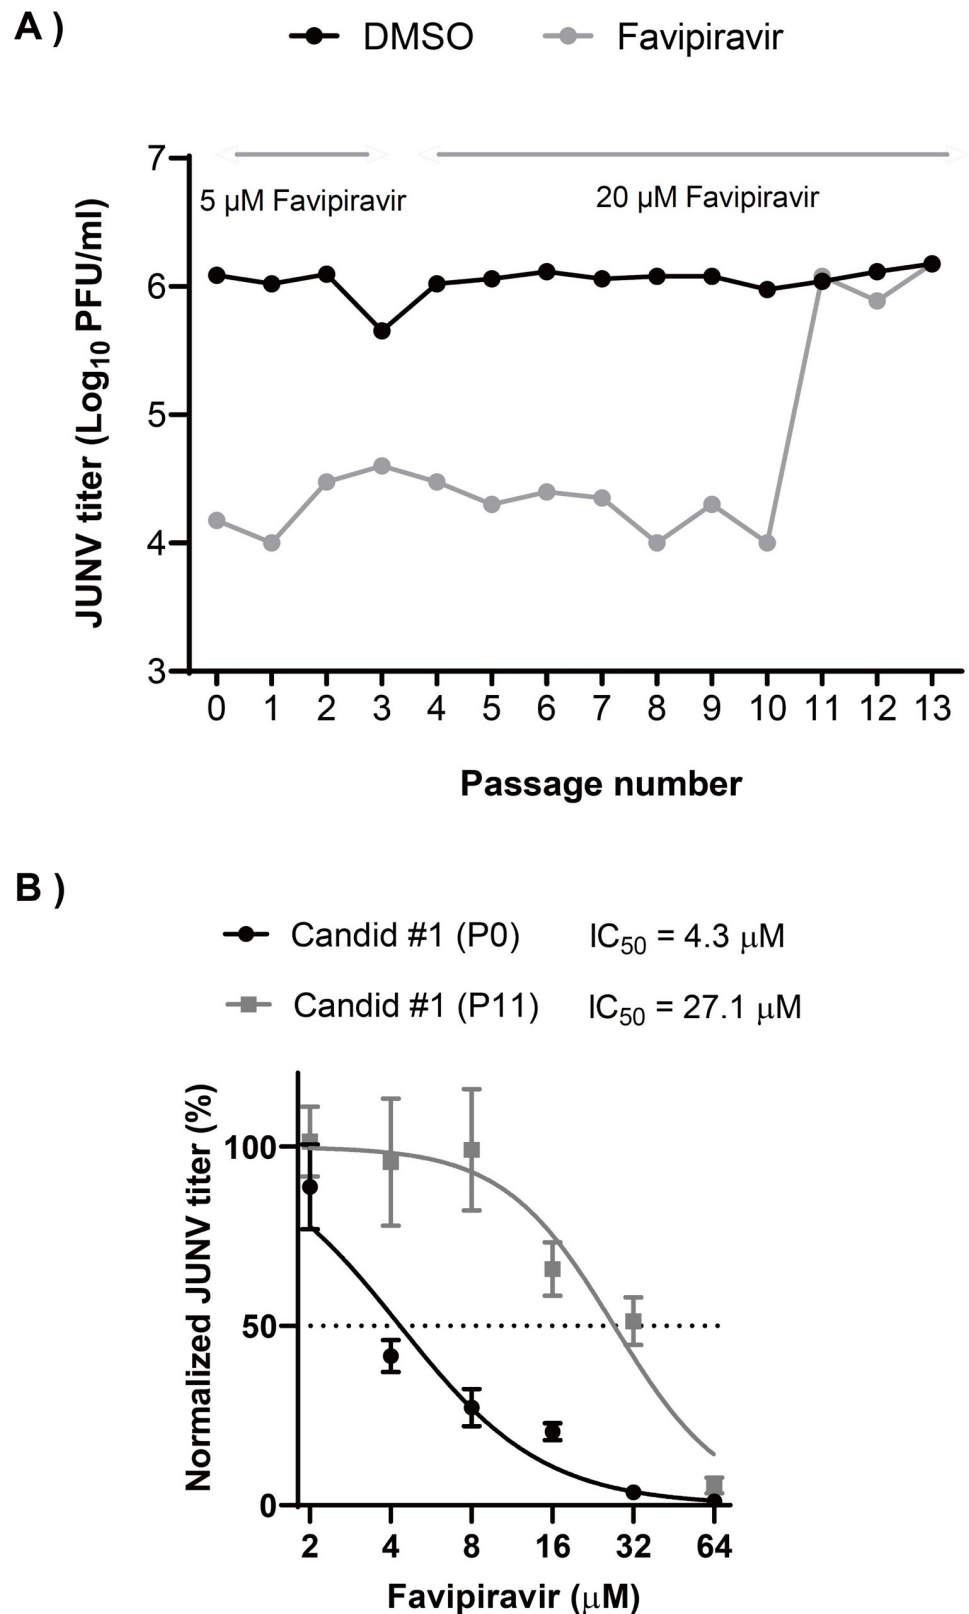 A )
DMSO Favipiravir
7
5 µM Favipiravir 20 µM Favipiravir
6
5
4
3
JUNV titer (Log10 PFU/ml)
0 1 2 3 4 5 6 7 8 9 10 11 12 13
Passage number
B )
Candid #1 (P0) IC50 = 4.3 µM
Candid #1 (P11) IC50 = 27.1 µM
100
50
0
Normalized JUNV titer (%)
2 4 8 16 32 64
Favipiravir (µM)